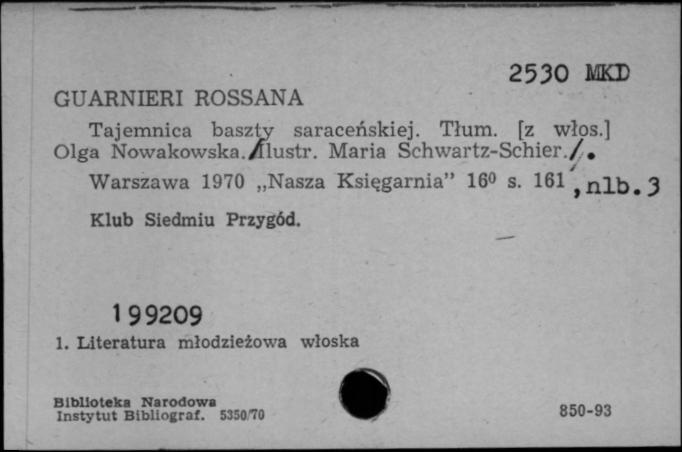 2530 MKD
GUARNIERI ROSSANA
Tajemnica baszty saraceńskiej. Tłum. [z włos.]
Olga Nowakowska./Ilustr. Maria Schwartz-Schier./.
Warszawa 1970 „Nasza Księgarnia” 16⁰ s. 161, nlb. 3
Klub Siedmiu Przygód.
199209
1. Literatura młodzieżowa włoska
Biblioteka Narodowa
Instytut Bibliograf. 5350/70
850-93